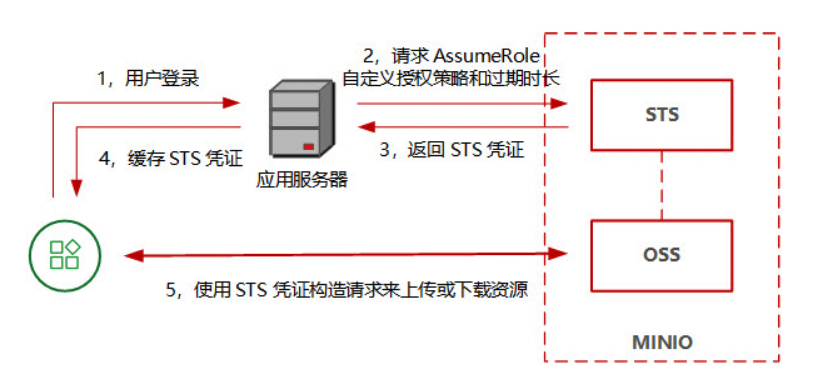 2，请求 AssumeRole
自定义授权策略和过期时长
1，用户登录
STS
3，返回 STS 凭证
4，缓存 STS 凭证
应用服务器
OSS
5，使用 STS 凭证构造请求来上传或下载资源
MINIO